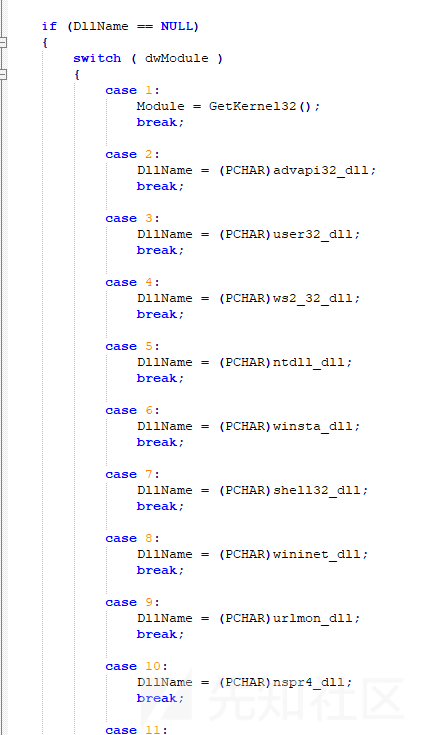 if (DllName == NULL)
{
switch ( dwModule )
{
case 1:
Module = GetKernel32();
break;
case 2:
DllName = (PCHAR)advapi32_dll;
break;
case 3:
DllName = (PCHAR)user32_dll;
break;
case 4:
DllName = (PCHAR)ws2_32_dll;
break;
case 5:
DllName = (PCHAR)ntdll_dll;
break;
case 6:
DllName = (PCHAR)winsta_dll;
break;
case 7:
DllName = (PCHAR)shell32_dll;
break;
case 8:
DllName = (PCHAR)wininet_dll;
break;
case 9:
DllName = (PCHAR)urlmon_dll;
break;
case 10:
DllName = (PCHAR)nspr4_dll;
break;
先知社区
case 11: